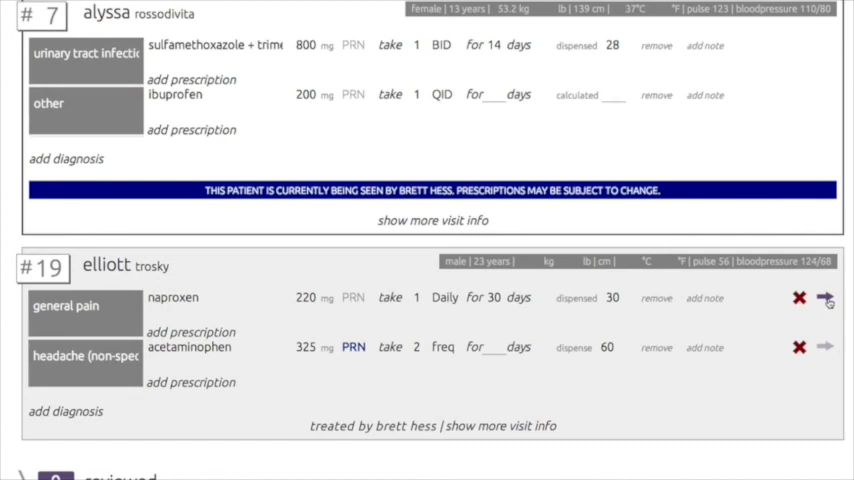 # 7 alyssa rossodivita female | 13 years | 53.2 kg lb | 139 cm | 37°C °F | pulse 123 | bloodpressure 110/80
urinary tract infectic sulfamethoxazole + trime 800 mg PRN take 1 BID for 14 days dispensed 28 remove add note
add prescription
other ibuprofen 200 mg PRN take 1 QID for___ days calculated ___ remove add note
add prescription
add diagnosis
THIS PATIENT IS CURRENTLY BEING SEEN BY BRETT HESS. PRESCRIPTIONS MAY BE SUBJECT TO CHANGE.
show more visit info
#19 elliott trosky male | 23 years | kg lb | cm | °C °F | pulse 56 | bloodpressure 124/68
general pain naproxen 220 mg PRN take 1 Daily for 30 days dispensed 30 remove add note
add prescription
headache (non-spec acetaminophen 325 mg PRN take 2 freq for___ days dispense 60 remove add note
add prescription
add diagnosis
treated by brett hess | show more visit info
reviewed